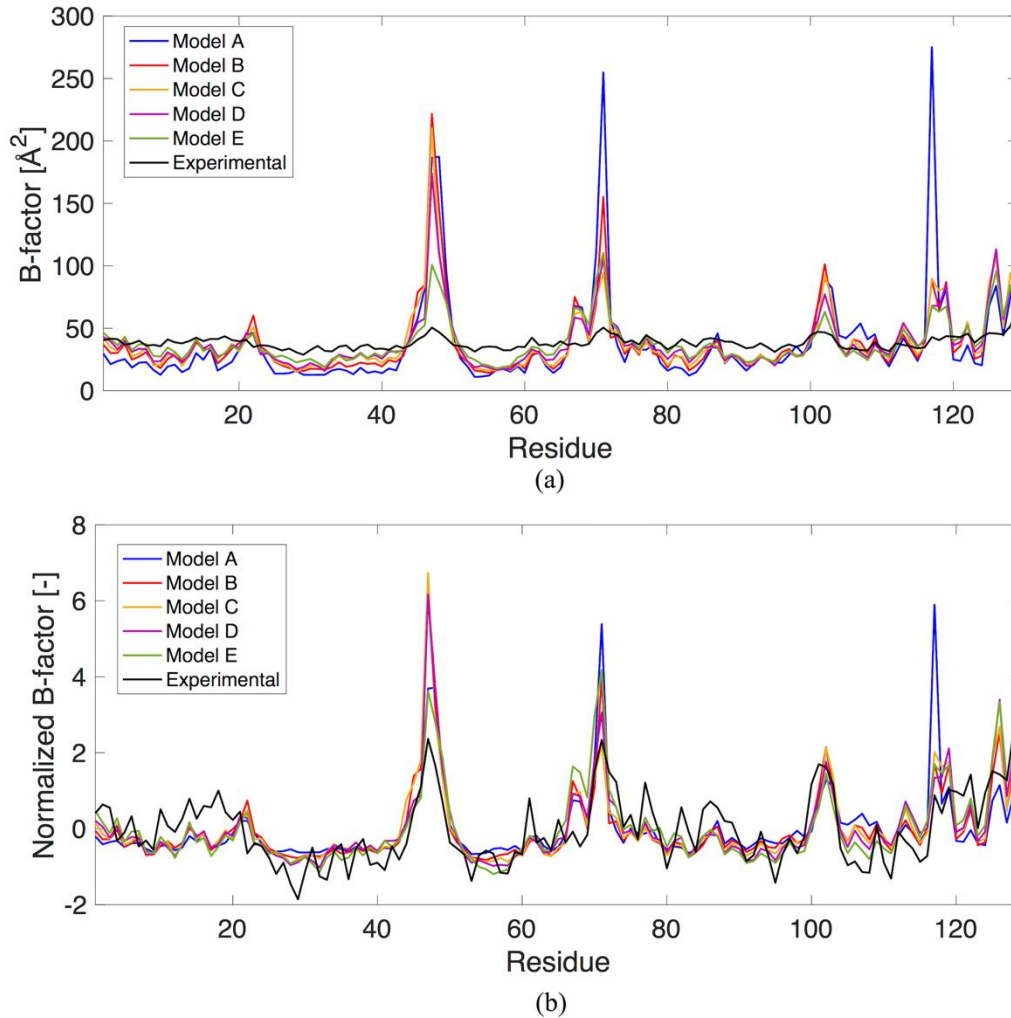 300
250
200
150
100
50
0
B-factor [Å²]
Model A
Model B
Model C
Model D
Model E
Experimental
20
40
60
80
100
120
Residue
(a)
8
6
4
2
0
-2
Normalized B-factor [-]
Model A
Model B
Model C
Model D
Model E
Experimental
20
40
60
80
100
120
Residue
(b)